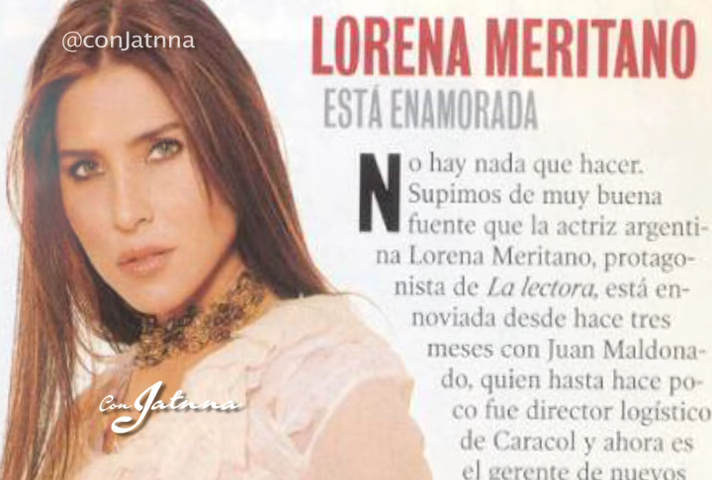 @conJatnna
LORENA MERITANO
ESTÁ ENAMORADA
No hay nada que hacer.
Supimos de muy buena
fuente que la actriz argenti-
na Lorena Meritano, protago-
nista de La lectora, está en-
noviada desde hace tres
meses con Juan Maldona-
do, quien hasta hace po-
co fue director logístico
de Caracol y ahora es
el gerente de nuevos
Con Jatnna